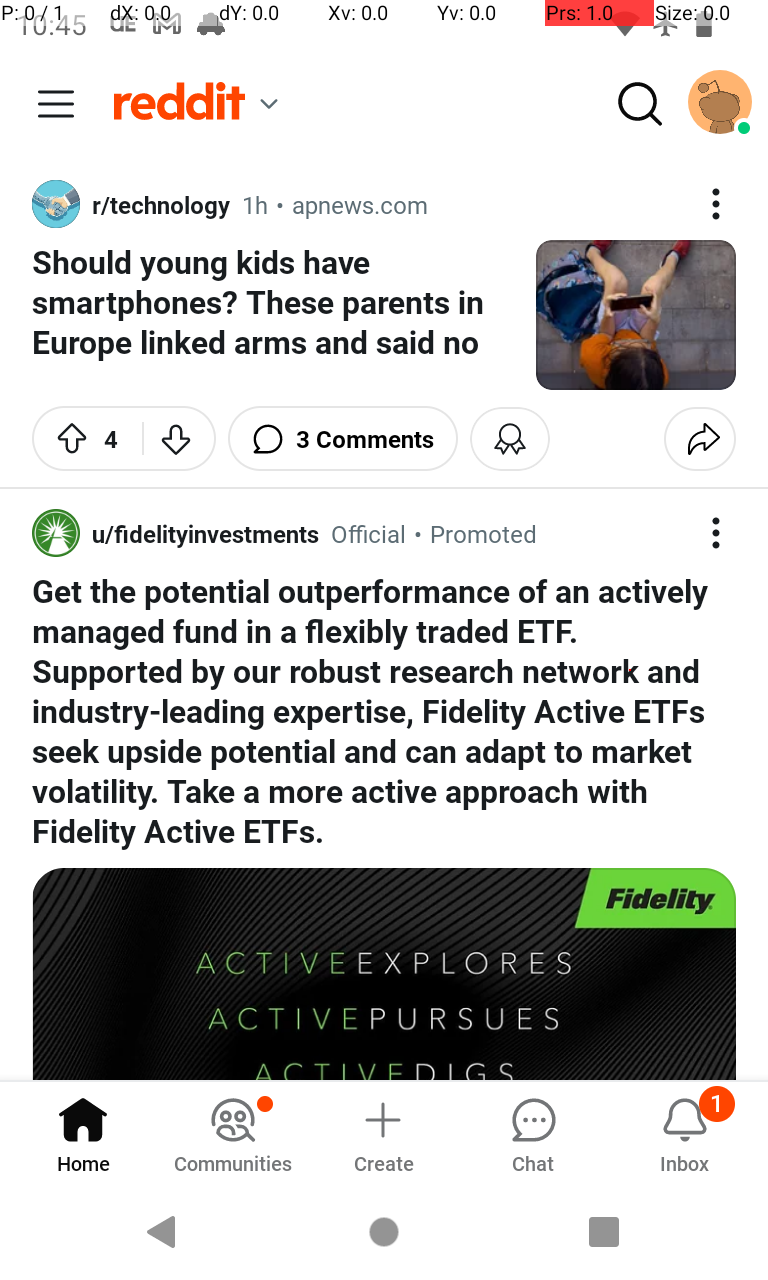 P: 0 / 1 dX: 0.0 dY: 0.0 Xv: 0.0 Yv: 0.0 Prs: 1.0 Size: 0.0
10:45
reddit
r/technology 1h • apnews.com
Should young kids have
smartphones? These parents in
Europe linked arms and said no
4 3 Comments
u/fidelityinvestments Official • Promoted
Get the potential outperformance of an actively
managed fund in a flexibly traded ETF.
Supported by our robust research network and
industry-leading expertise, Fidelity Active ETFs
seek upside potential and can adapt to market
volatility. Take a more active approach with
Fidelity Active ETFs.
Fidelity
ACTIVEEXPLORES
ACTIVEPURSUES
ACTIVEDIGS
1
Home Communities Create Chat Inbox